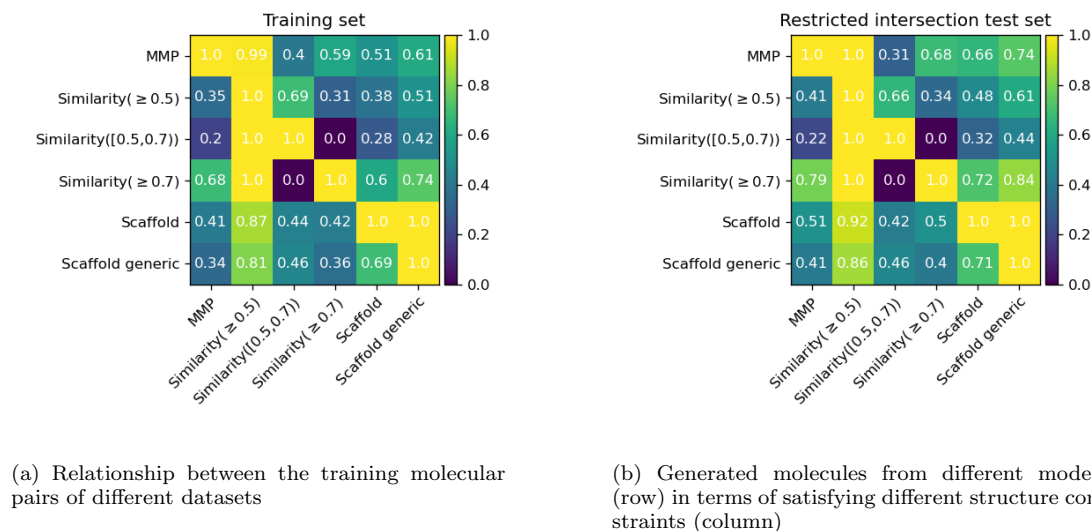 Training set
MMP 1.0 0.99 0.4 0.59 0.51 0.61
Similarity(≥0.5) 0.35 1.0 0.69 0.31 0.38 0.51
Similarity([0.5,0.7)) 0.2 1.0 1.0 0.0 0.28 0.42
Similarity(≥0.7) 0.68 1.0 0.0 1.0 0.6 0.74
Scaffold 0.41 0.87 0.44 0.42 1.0 1.0
Scaffold generic 0.34 0.81 0.46 0.36 0.69 1.0
MMP
Similarity(≥0.5)
Similarity([0.5,0.7))
Similarity(≥0.7)
Scaffold
Scaffold generic
1.0
0.8
0.6
0.4
0.2
0.0
(a) Relationship between the training molecular
pairs of different datasets
Restricted intersection test set
MMP 1.0 1.0 0.31 0.68 0.66 0.74
Similarity(≥0.5) 0.41 1.0 0.66 0.34 0.48 0.61
Similarity([0.5,0.7)) 0.22 1.0 1.0 0.0 0.32 0.44
Similarity(≥0.7) 0.79 1.0 0.0 1.0 0.72 0.84
Scaffold 0.51 0.92 0.42 0.5 1.0 1.0
Scaffold generic 0.41 0.86 0.46 0.4 0.71 1.0
MMP
Similarity(≥0.5)
Similarity([0.5,0.7))
Similarity(≥0.7)
Scaffold
Scaffold generic
1.0
0.8
0.6
0.4
0.2
0.0
(b) Generated molecules from different mode
(row) in terms of satisfying different structure con
straints (column)